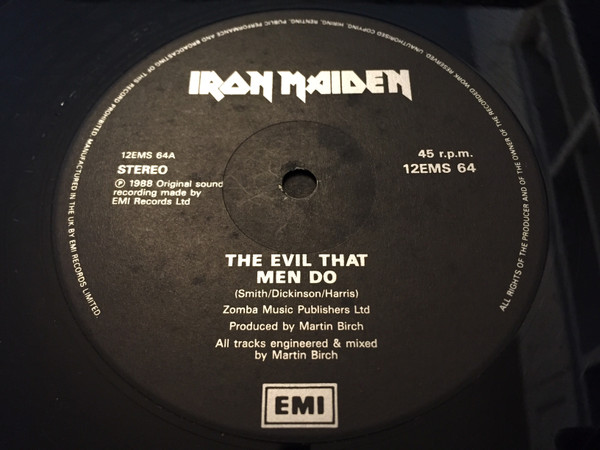 MANUFACTURED IN THE U.K. BY EMI RECORDS LIMITED.
ALL RIGHTS OF THE PRODUCER AND OF THE OWNER OF THE RECORDED WORK RESERVED. UNAUTHORISED COPYING, HIRING, RENTING, PUBLIC PERFORMANCE AND BROADCASTING OF THIS RECORD PROHIBITED.
IRON MAIDEN
12EMS 64A
STEREO
℗ 1988 Original sound
recording made by
EMI Records Ltd
45 r.p.m.
12EMS 64
THE EVIL THAT
MEN DO
(Smith/Dickinson/Harris)
Zomba Music Publishers Ltd
Produced by Martin Birch
All tracks engineered & mixed
by Martin Birch
EMI